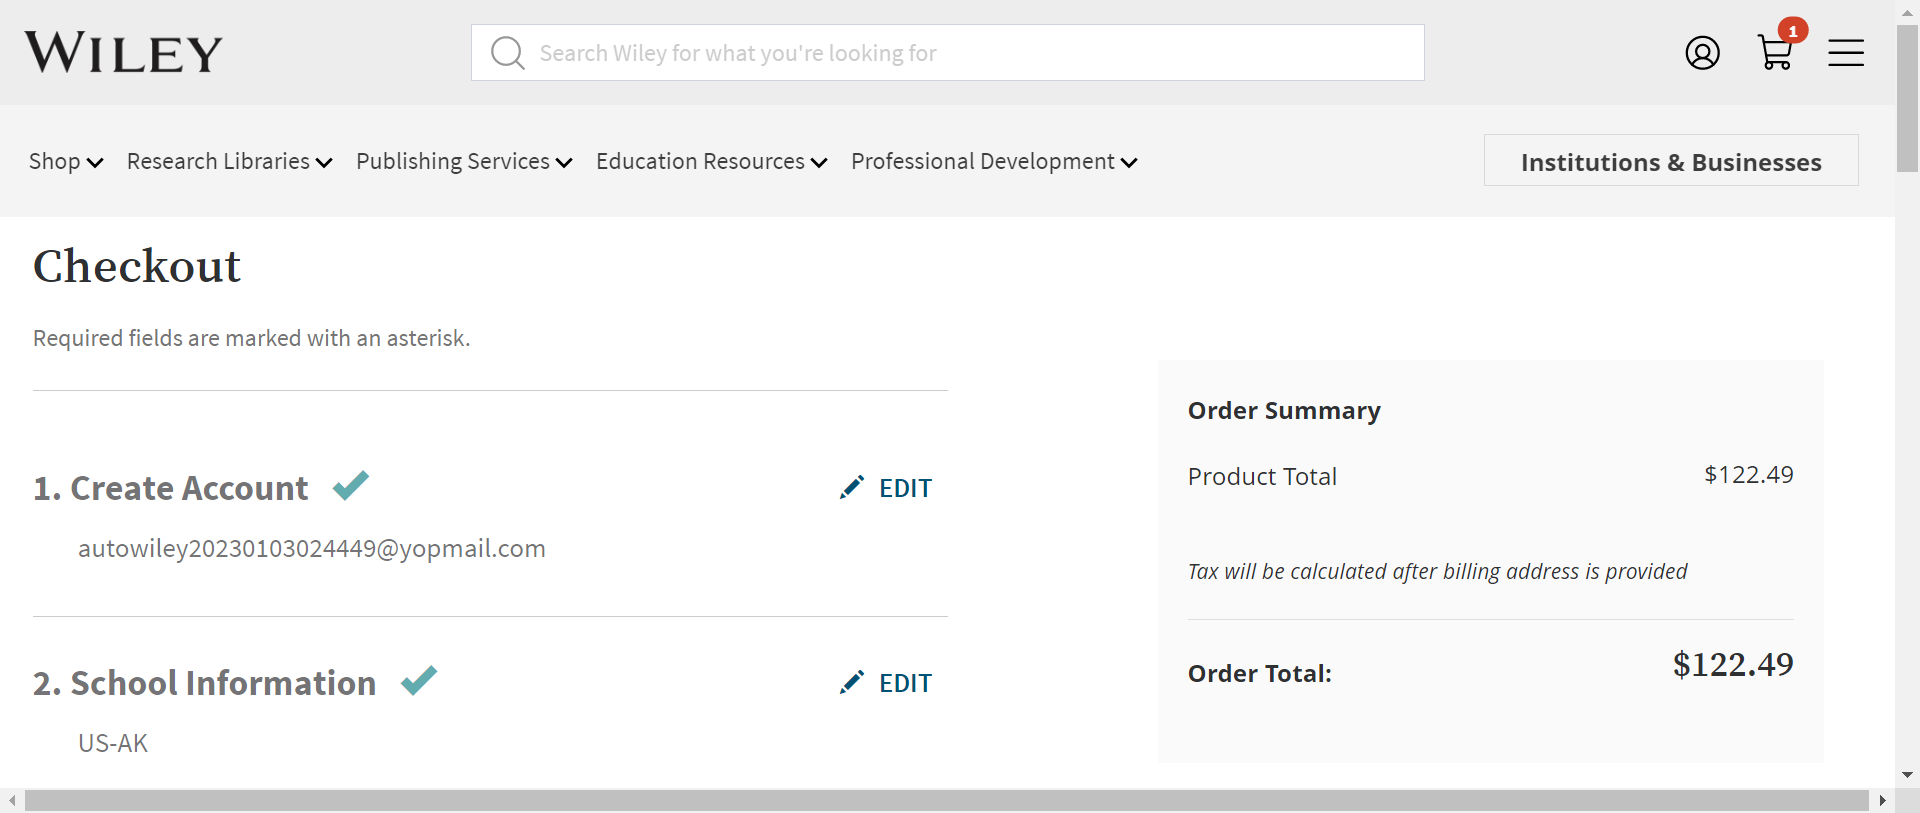 WILEY
Search Wiley for what you're looking for
1
Shop Research Libraries Publishing Services Education Resources Professional Development Institutions & Businesses
Checkout
Required fields are marked with an asterisk.
1. Create Account EDIT
autowiley20230103024449@yopmail.com
2. School Information EDIT
US-AK
Order Summary
Product Total $122.49
Tax will be calculated after billing address is provided
Order Total: $122.49